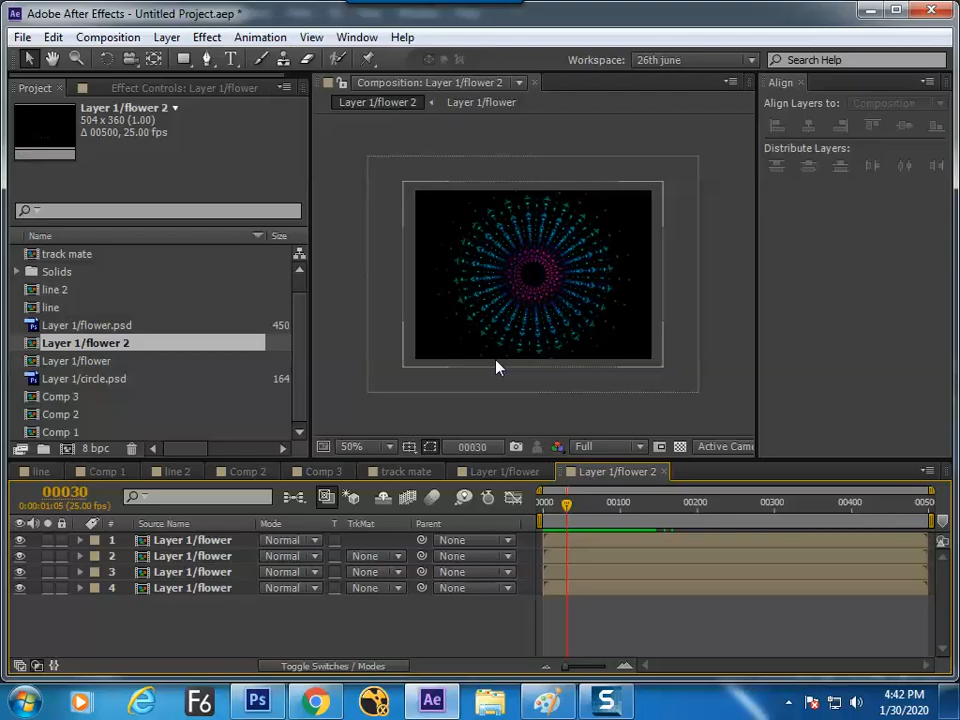 Ae Adobe After Effects - Untitled Project.aep *
File Edit Composition Layer Effect Animation View Window Help
T Workspace: 26th june Search Help
Project Effect Controls: Layer 1/flower Composition: Layer 1/flower 2 Align
Layer 1/flower 2 Layer 1/flower
Layer 1/flower 2
504 x 360 (1.00)
Δ 00500, 25.00 fps
Align Layers to: Composition
Distribute Layers:
Name Size
track mate
Solids
line 2
line
Layer 1/flower.psd 450
Layer 1/flower 2
Layer 1/flower
Layer 1/circle.psd 164
Comp 3
Comp 2
Comp 1
8 bpc 50% 00030 Full Active Came
line Comp 1 line 2 Comp 2 Comp 3 track mate Layer 1/flower Layer 1/flower 2
00030
0:00:01:05 (25.00 fps)
0000 00100 00200 00300 00400 0050
# Source Name Mode T TrkMat Parent
1 Layer 1/flower Normal None
2 Layer 1/flower Normal None None
3 Layer 1/flower Normal None None
4 Layer 1/flower Normal None None
Toggle Switches / Modes
F6 Ps Ae S 4:42 PM
1/30/2020